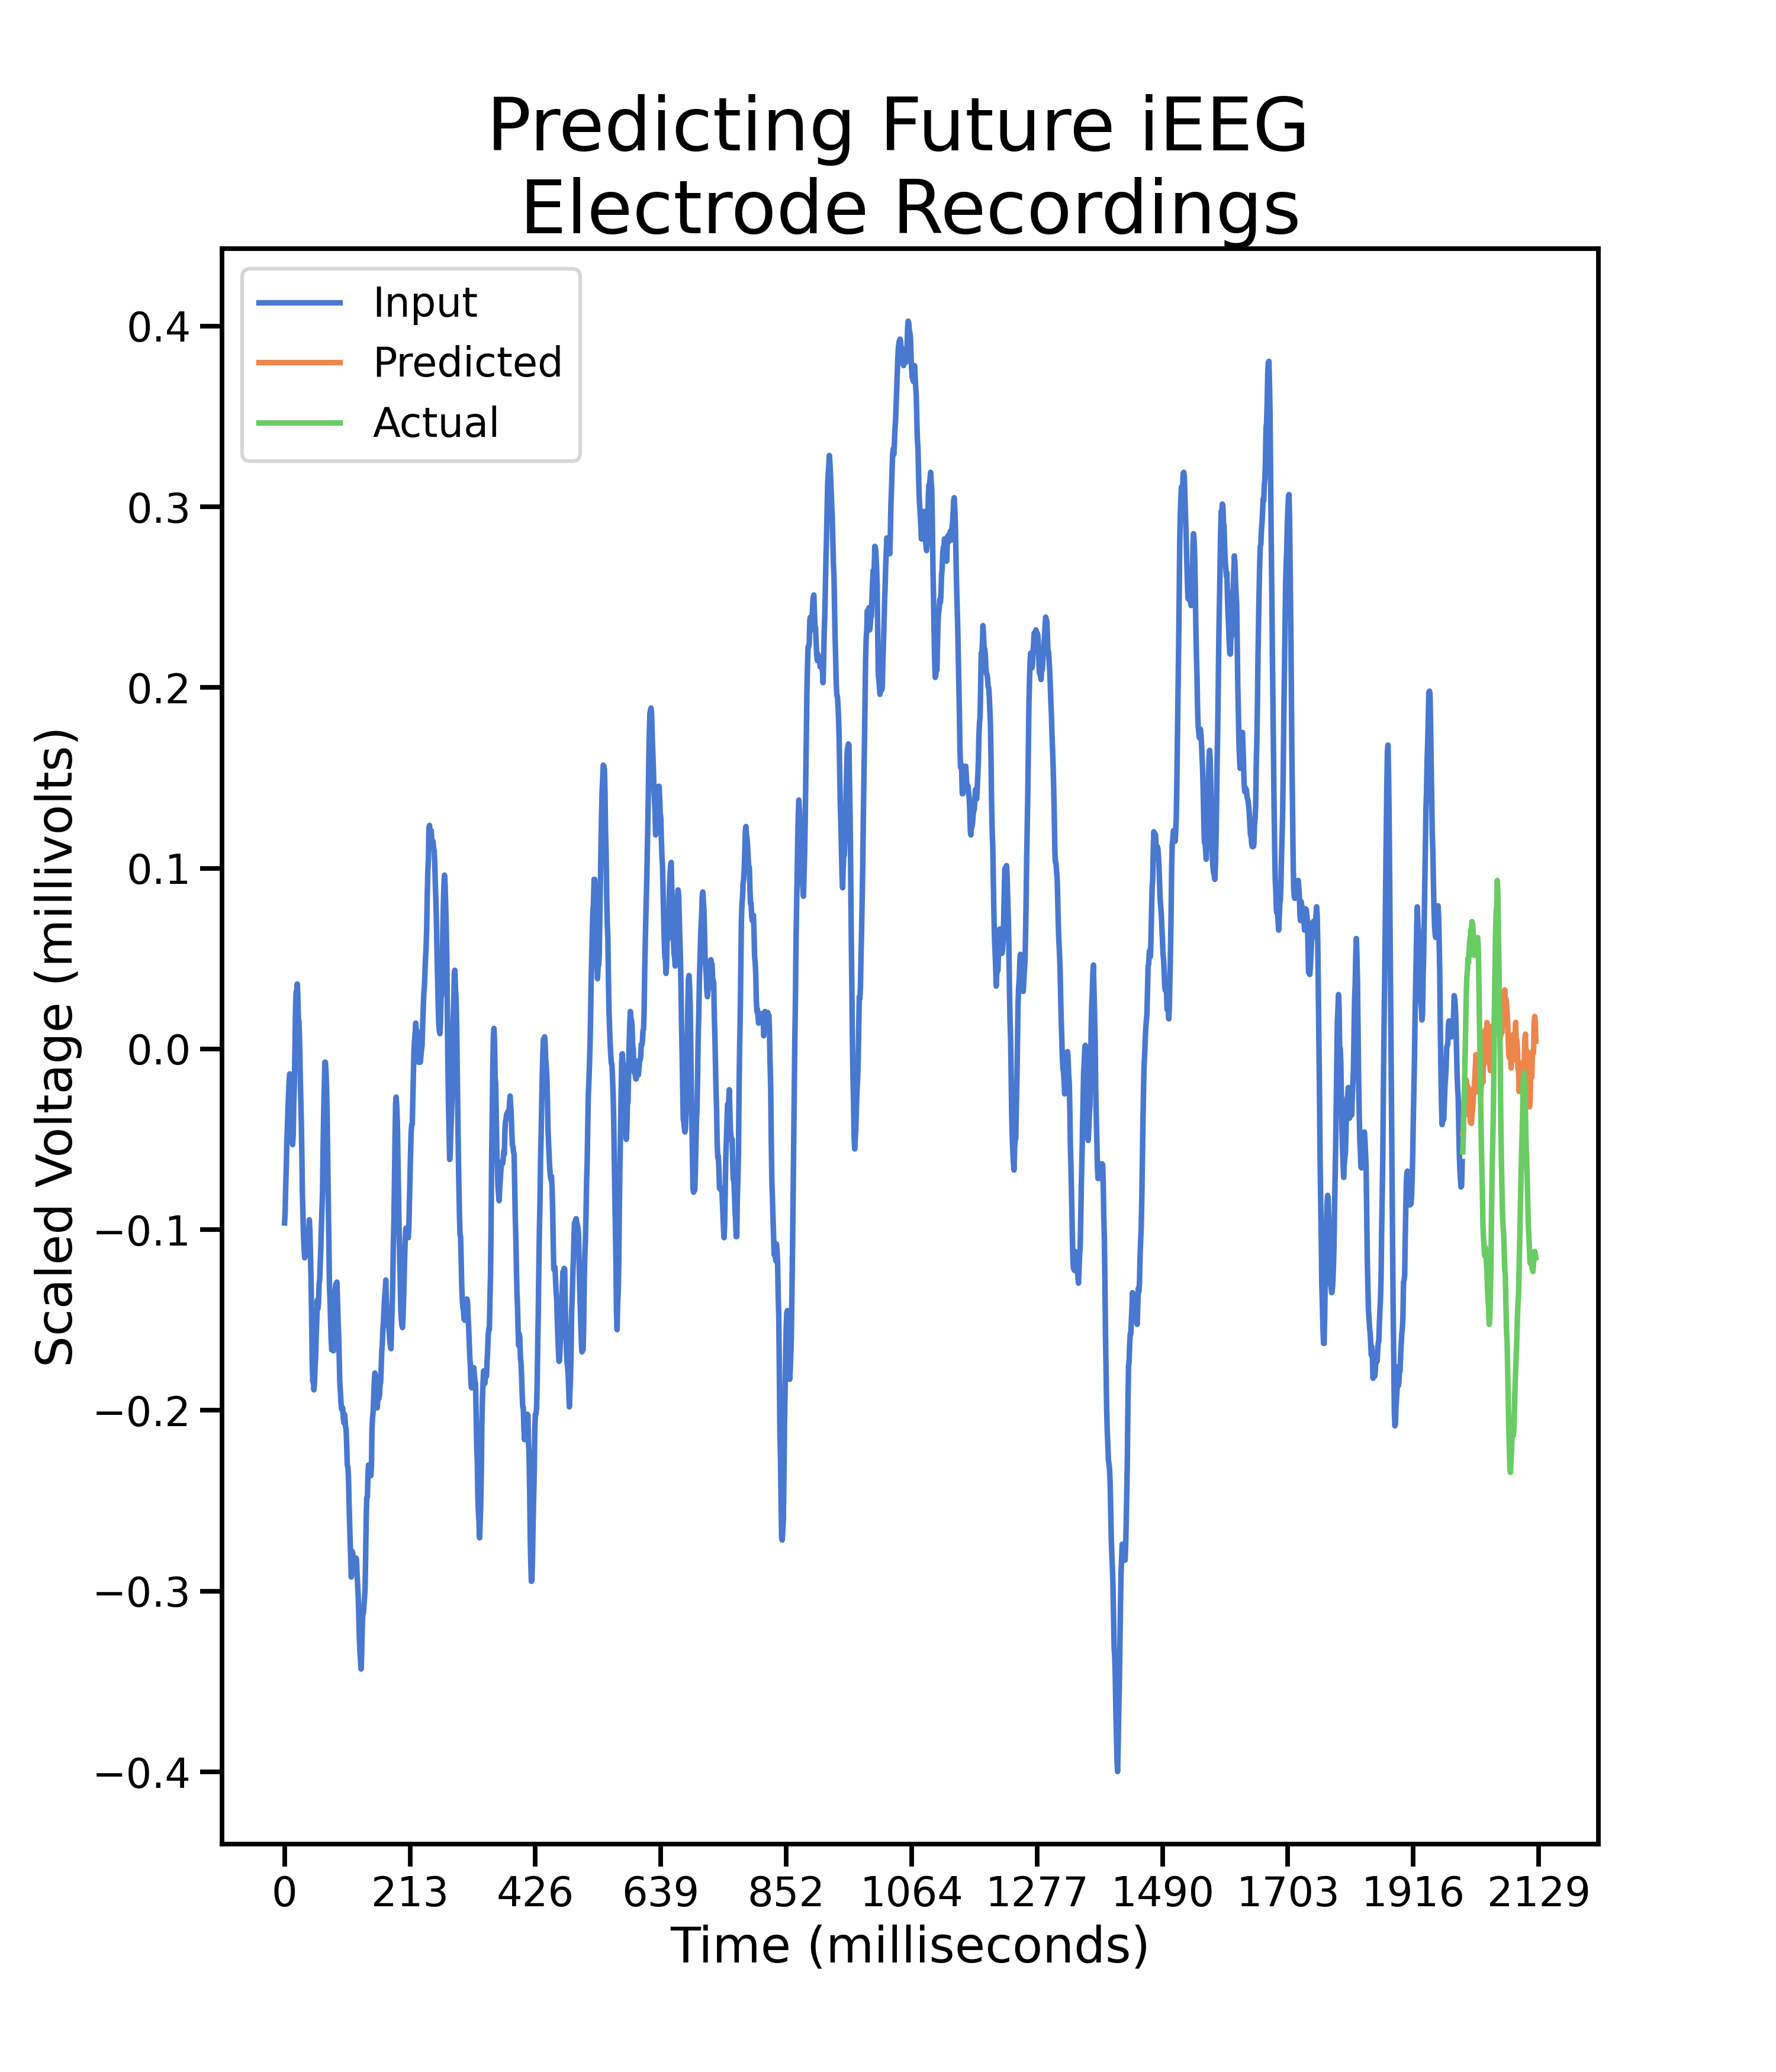 Predicting Future iEEG
Electrode Recordings
Input
Predicted
Actual
0.4
0.3
0.2
0.1
0.0
−0.1
−0.2
−0.3
−0.4
Scaled Voltage (millivolts)
0 213 426 639 852 1064 1277 1490 1703 1916 2129
Time (milliseconds)